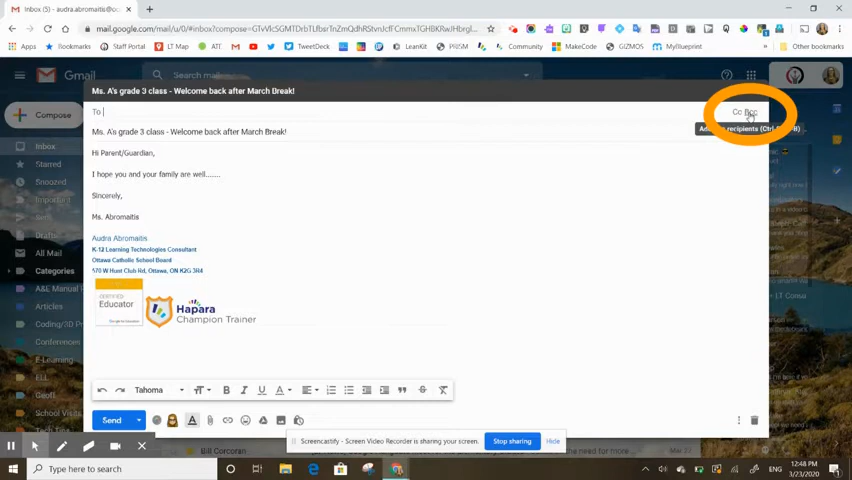 Inbox (5) - audra.abromaitis@
mail.google.com/mail/u/0/#inbox?compose=
Apps
Bookmarks
Staff Portal
LT Map
ATT
TweetDeck
LeanKit
PRiSM
Community
MakeCode
GIZMOS
MyBlueprint
Other bookmarks
Gmail
Search mail
Ms. A's grade 3 class - Welcome back after March Break!
Compose
To
Cc Bcc
Ms. A's grade 3 class - Welcome back after March Break!
recipients (Ctrl
Inbox
Hi Parent/Guardian,
Starred
I hope you and your family are well.......
Snoozed
Sincerely,
Important
Sent
Ms. Abromaitis
Drafts
Audra Abromaitis
K-12 Learning Technologies Consultant
All Mail
Ottawa Catholic School Board
Categories
570 W Hunt Club Rd, Ottawa, ON K2G 3R4
A&E Manual
CERTIFIED
Educator
Hapara
Champion Trainer
Articles
Coding/3D Pr
Conferences
E-Learning
ELL
Tahoma
Geoff
School Visits
Send
Bill Corcoran
Screencastify - Screen Video Recorder is sharing your screen.
Stop sharing
Hide
Type here to search
ENG
12:48 PM
3/23/2020